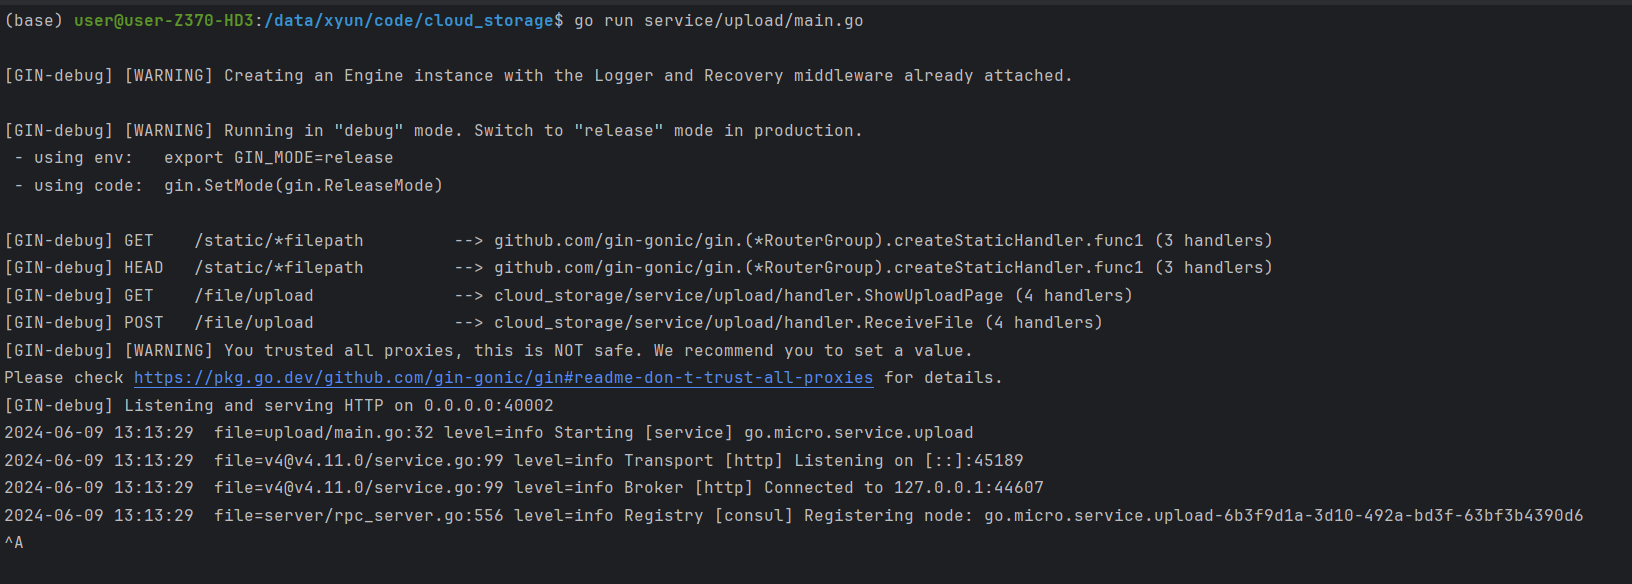 (base) user@user-Z370-HD3:/data/xyun/code/cloud_storage$ go run service/upload/main.go
[GIN-debug] [WARNING] Creating an Engine instance with the Logger and Recovery middleware already attached.
[GIN-debug] [WARNING] Running in "debug" mode. Switch to "release" mode in production.
 - using env:   export GIN_MODE=release
 - using code:  gin.SetMode(gin.ReleaseMode)
[GIN-debug] GET    /static/*filepath         --> github.com/gin-gonic/gin.(*RouterGroup).createStaticHandler.func1 (3 handlers)
[GIN-debug] HEAD   /static/*filepath         --> github.com/gin-gonic/gin.(*RouterGroup).createStaticHandler.func1 (3 handlers)
[GIN-debug] GET    /file/upload              --> cloud_storage/service/upload/handler.ShowUploadPage (4 handlers)
[GIN-debug] POST   /file/upload              --> cloud_storage/service/upload/handler.ReceiveFile (4 handlers)
[GIN-debug] [WARNING] You trusted all proxies, this is NOT safe. We recommend you to set a value.
Please check https://pkg.go.dev/github.com/gin-gonic/gin#readme-don-t-trust-all-proxies for details.
[GIN-debug] Listening and serving HTTP on 0.0.0.0:40002
2024-06-09 13:13:29  file=upload/main.go:32 level=info Starting [service] go.micro.service.upload
2024-06-09 13:13:29  file=v4@v4.11.0/service.go:99 level=info Transport [http] Listening on [::]:45189
2024-06-09 13:13:29  file=v4@v4.11.0/service.go:99 level=info Broker [http] Connected to 127.0.0.1:44607
2024-06-09 13:13:29  file=server/rpc_server.go:556 level=info Registry [consul] Registering node: go.micro.service.upload-6b3f9d1a-3d10-492a-bd3f-63bf3b4390d6
^A